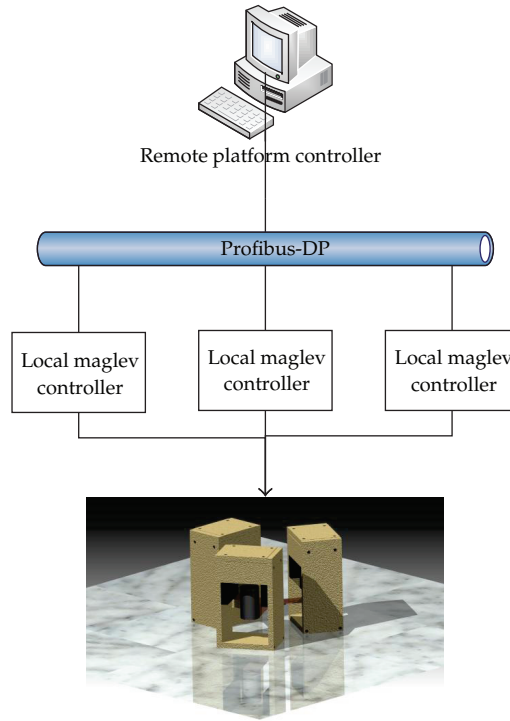 Remote platform controller
Profibus-DP
Local maglev
controller
Local maglev
controller
Local maglev
controller